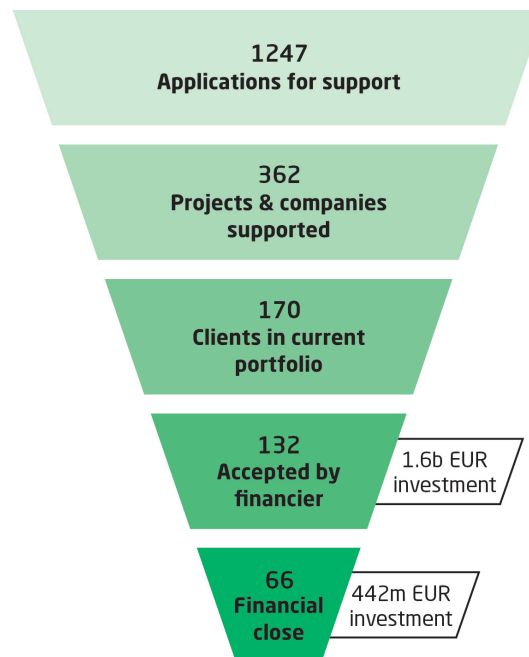 1247
Applications for support
362
Projects & companies
supported
170
Clients in current
portfolio
132
Accepted by
financier
1.6b EUR
investment
66
Financial
close
442m EUR
investment